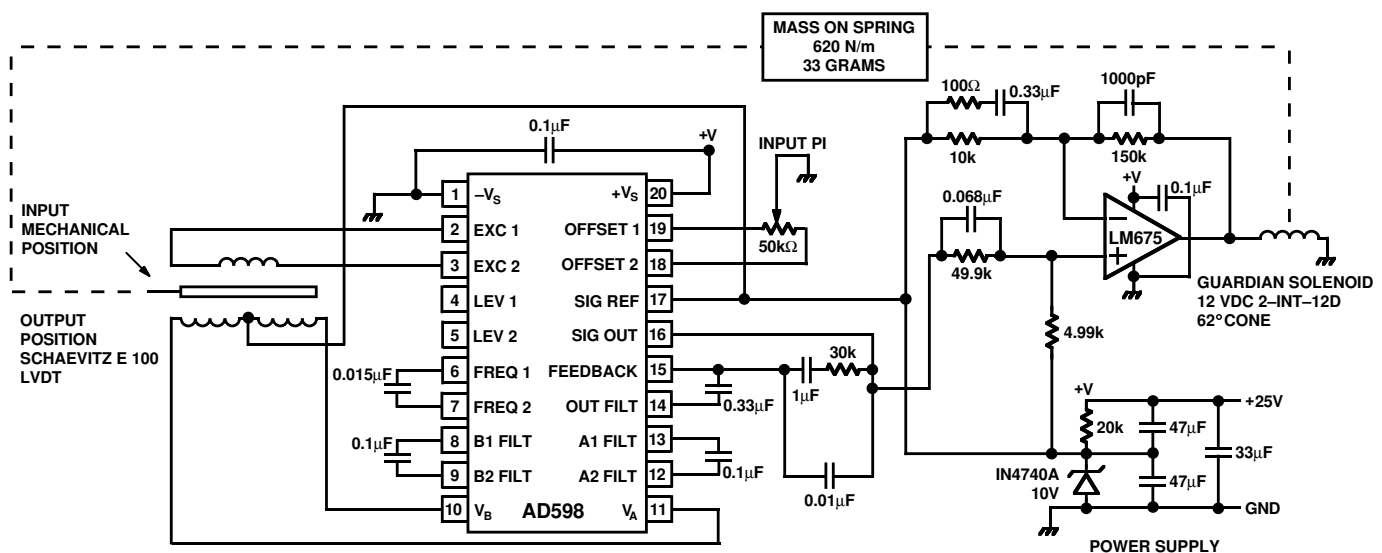 MASS ON SPRING
620 N/m
33 GRAMS
100Ω
0.33µF
1000pF
10k
150k
0.1µF
+V
INPUT PI
50kΩ
INPUT
MECHANICAL
POSITION
OUTPUT
POSITION
SCHAEVITZ E 100
LVDT
1 –VS
2 EXC 1
3 EXC 2
4 LEV 1
5 LEV 2
6 FREQ 1
7 FREQ 2
8 B1 FILT
9 B2 FILT
10 VB
+VS 20
OFFSET 1 19
OFFSET 2 18
SIG REF 17
SIG OUT 16
FEEDBACK 15
OUT FILT 14
A1 FILT 13
A2 FILT 12
VA 11
AD598
0.015µF
0.1µF
0.33µF
0.1µF
1µF
30k
0.01µF
0.068µF
49.9k
4.99k
+V
0.1µF
LM675
GUARDIAN SOLENOID
12 VDC 2–INT–12D
62° CONE
+V
20k
IN4740A
10V
47µF
47µF
33µF
+25V
GND
POWER SUPPLY